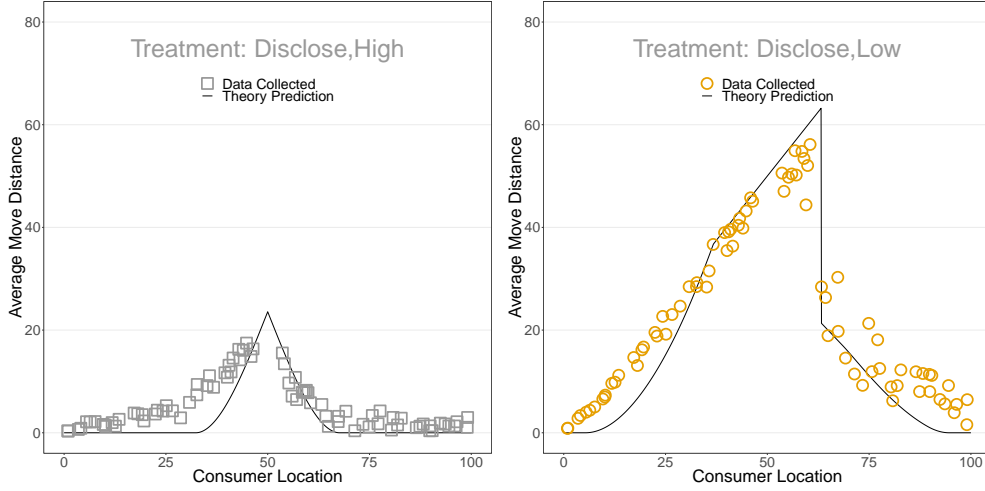 Treatment: Disclose,High
Data Collected
Theory Prediction
Average Move Distance
80
60
40
20
0
0
25
50
75
100
Consumer Location
Treatment: Disclose,Low
Data Collected
Theory Prediction
Average Move Distance
80
60
40
20
0
0
25
50
75
100
Consumer Location